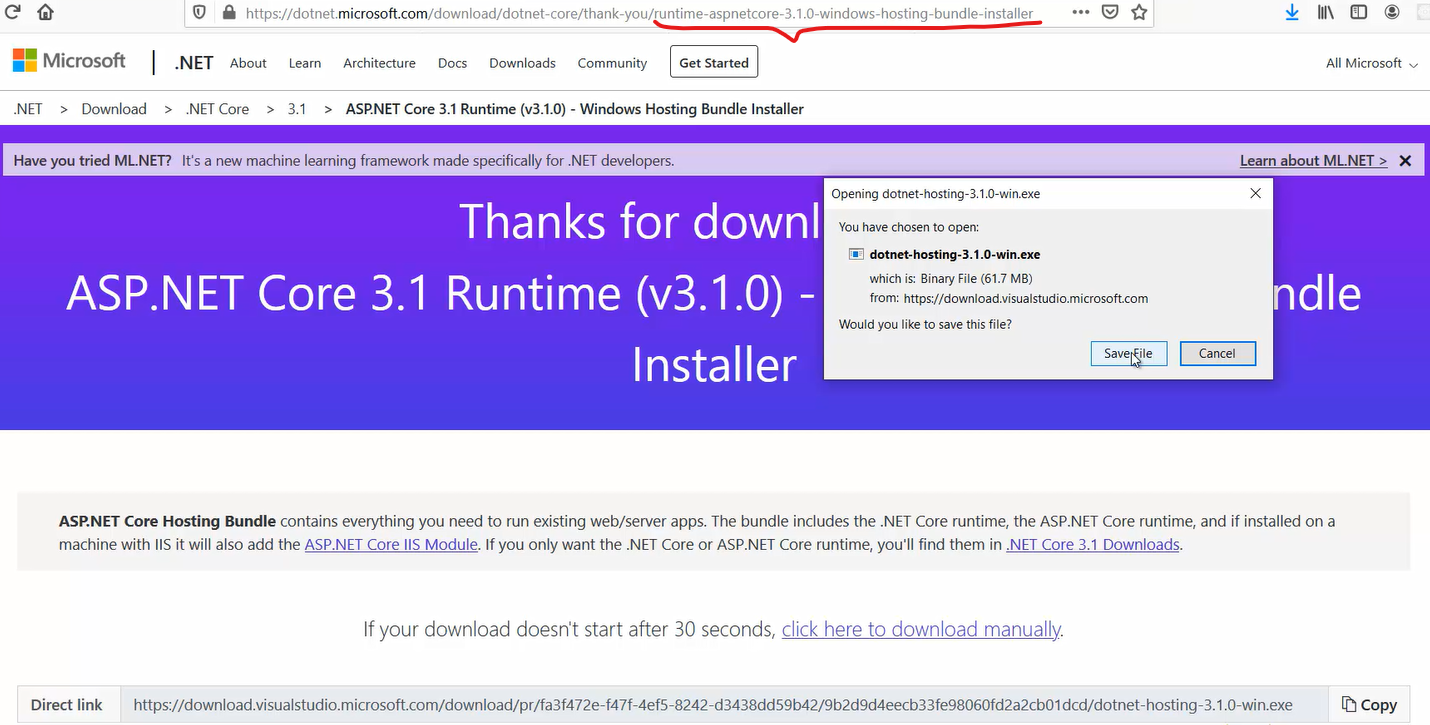 https://dotnet.microsoft.com/download/dotnet-core/thank-you/runtime-aspnetcore-3.1.0-windows-hosting-bundle-installer
Microsoft
.NET
About
Learn
Architecture
Docs
Downloads
Community
Get Started
All Microsoft
.NET > Download > .NET Core > 3.1 > ASP.NET Core 3.1 Runtime (v3.1.0) - Windows Hosting Bundle Installer
Have you tried ML.NET? It's a new machine learning framework made specifically for .NET developers.
Learn about ML.NET >
Thanks for downl
ASP.NET Core 3.1 Runtime (v3.1.0) - ndle
Installer
Opening dotnet-hosting-3.1.0-win.exe
You have chosen to open:
dotnet-hosting-3.1.0-win.exe
which is: Binary File (61.7 MB)
from: https://download.visualstudio.microsoft.com
Would you like to save this file?
Save File
Cancel
ASP.NET Core Hosting Bundle contains everything you need to run existing web/server apps. The bundle includes the .NET Core runtime, the ASP.NET Core runtime, and if installed on a
machine with IIS it will also add the ASP.NET Core IIS Module. If you only want the .NET Core or ASP.NET Core runtime, you'll find them in .NET Core 3.1 Downloads.
If your download doesn't start after 30 seconds, click here to download manually.
Direct link
https://download.visualstudio.microsoft.com/download/pr/fa3f472e-f47f-4ef5-8242-d3438dd59b42/9b2d9d4eecb33fe98060fd2a2cb01dcd/dotnet-hosting-3.1.0-win.exe
Copy